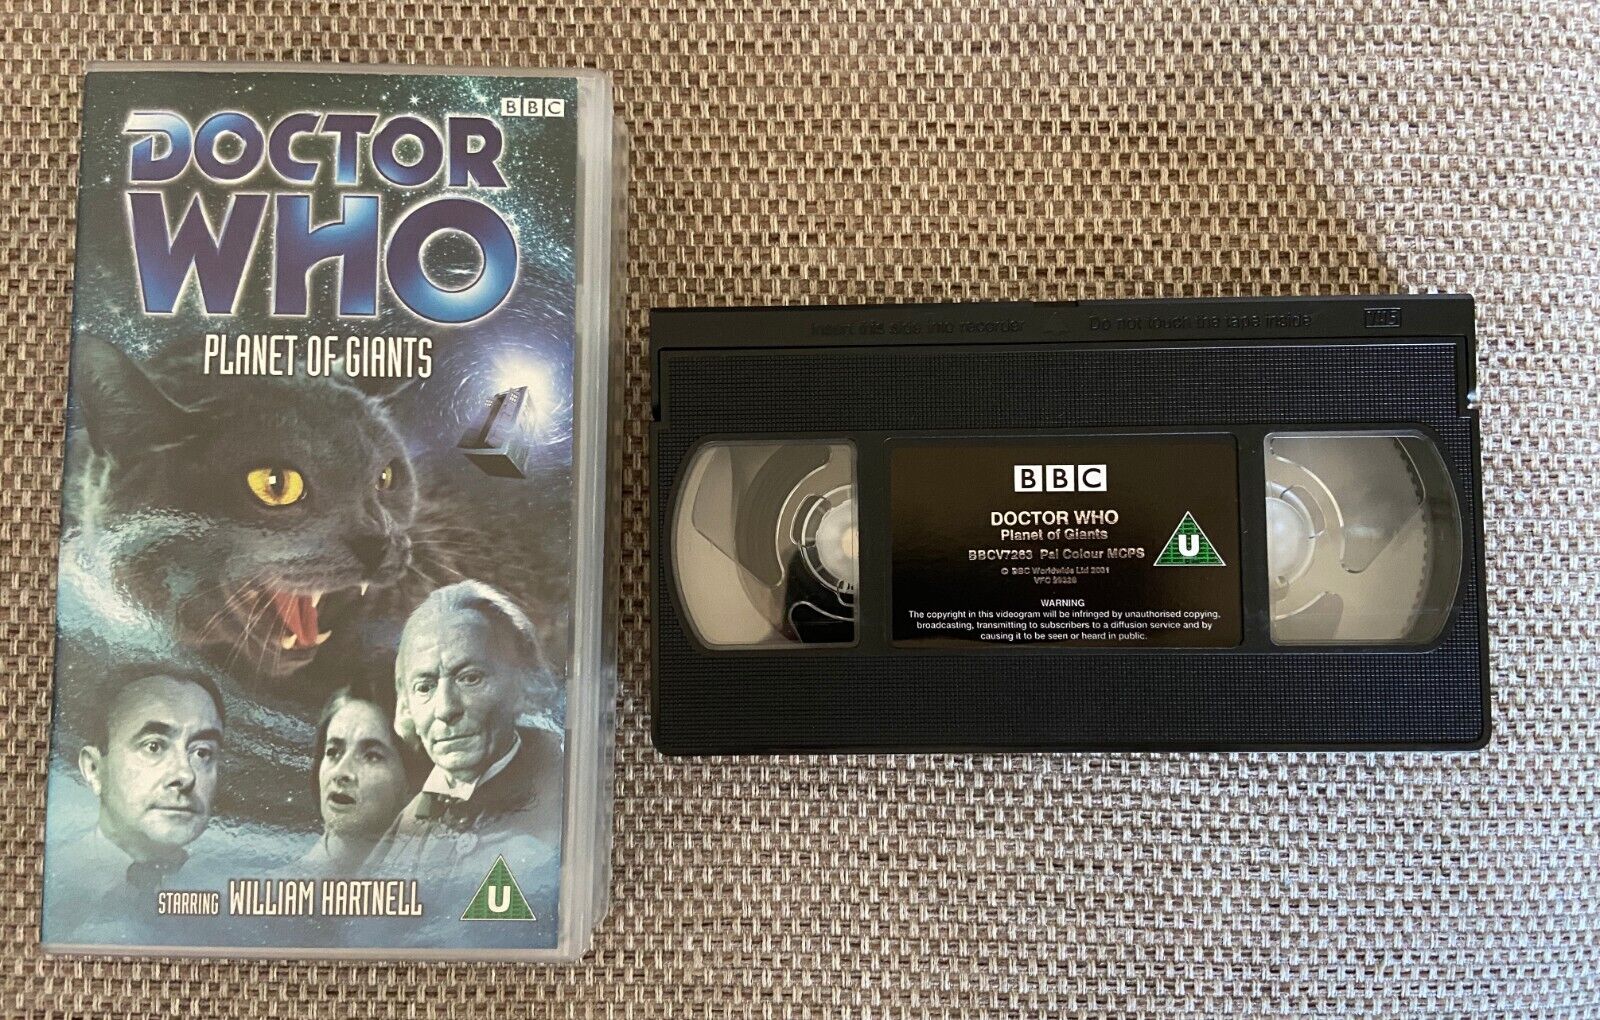 BBC
DOCTOR
WHO
PLANET OF GIANTS
STARRING WILLIAM HARTNELL
U
Insert this side into recorder
Do not touch the tape inside
VHS
BBC
DOCTOR WHO
Planet of Giants
BBCV7263 Pal Colour MCPS
© BBC Worldwide Ltd 2001
U
WARNING
The copyright in this videogram will be infringed by unauthorised copying,
broadcasting, transmitting to subscribers to a diffusion service and by
causing it to be seen or heard in public.